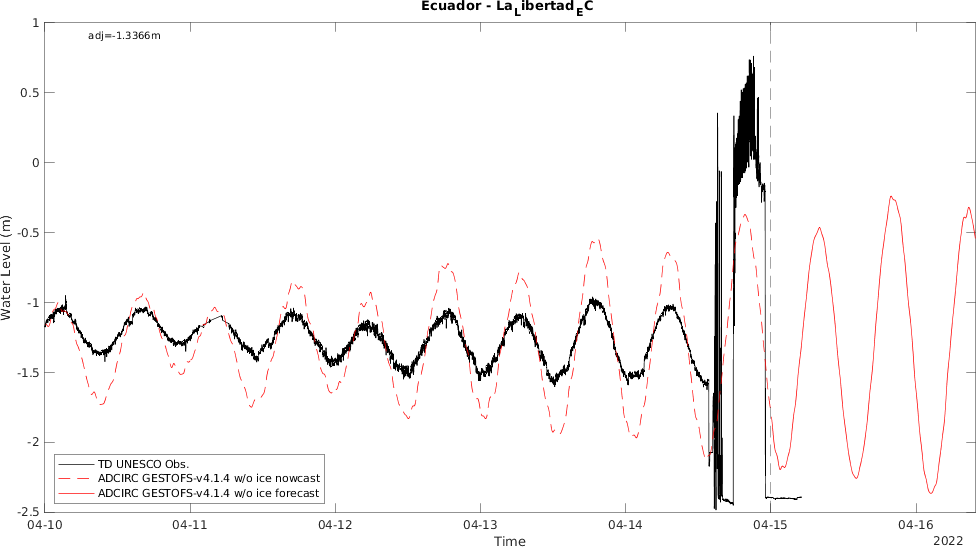 Ecuador - LaLibertadEC
adj=-1.3366m
1
0.5
0
-0.5
-1
-1.5
-2
-2.5
Water Level (m)
TD UNESCO Obs.
ADCIRC GESTOFS-v4.1.4 w/o ice nowcast
ADCIRC GESTOFS-v4.1.4 w/o ice forecast
04-10 04-11 04-12 04-13 04-14 04-15 04-16
Time
2022